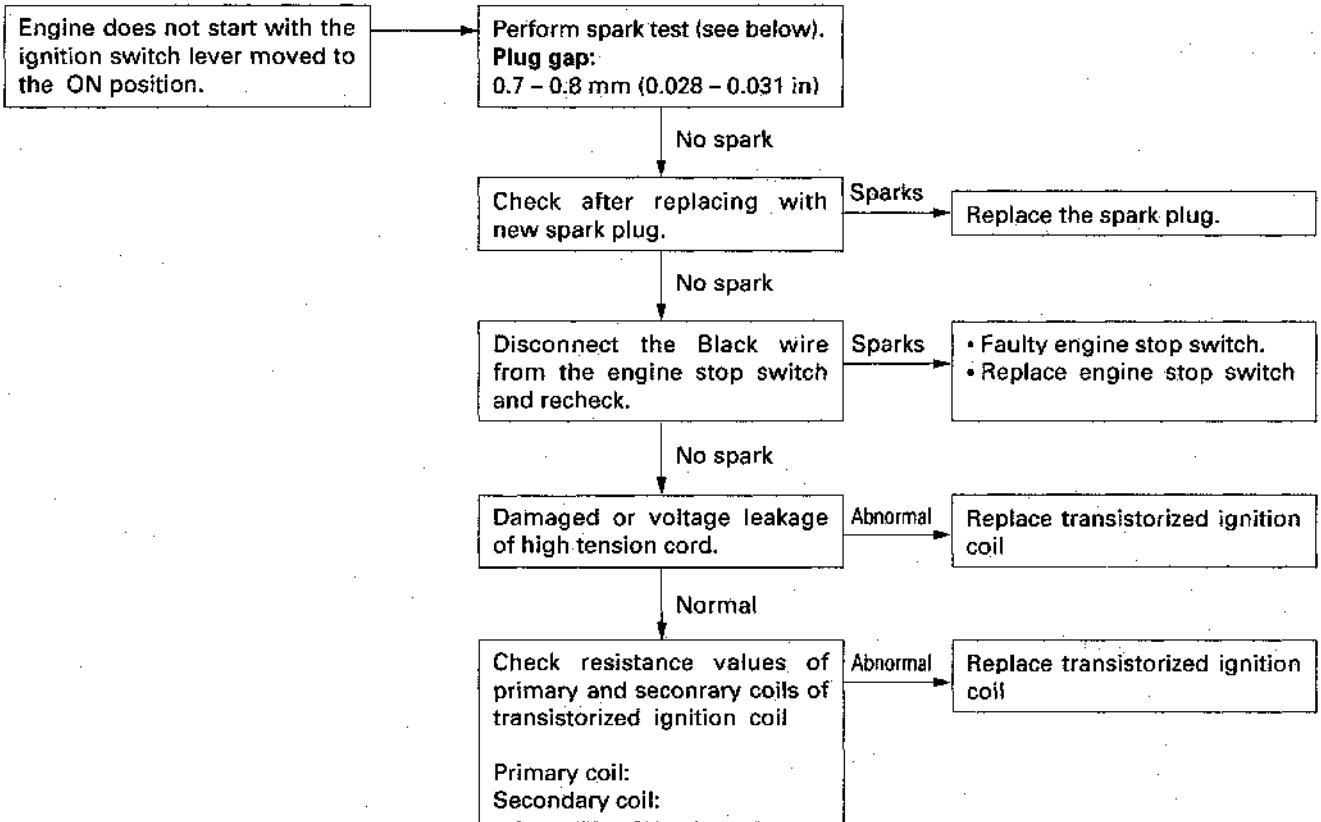 Engine does not start with the
ignition switch lever moved to
the ON position.
Perform spark test (see below).
Plug gap:
0.7 – 0.8 mm (0.028 – 0.031 in)
No spark
Check after replacing with
new spark plug.
Sparks
Replace the spark plug.
No spark
Disconnect the Black wire
from the engine stop switch
and recheck.
Sparks
• Faulty engine stop switch.
• Replace engine stop switch
No spark
Damaged or voltage leakage
of high tension cord.
Abnormal
Replace transistorized ignition
coil
Normal
Check resistance values of
primary and seconrary coils of
transistorized ignition coil
Abnormal
Replace transistorized ignition
coil
Primary coil:
Secondary coil: